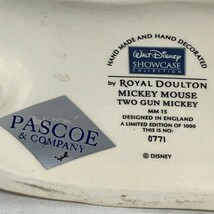 HAND MADE AND HAND DECORATED
WALT DISNEY
SHOWCASE
COLLECTION
by ROYAL DOULTON
MICKEY MOUSE
TWO GUN MICKEY
MM 15
DESIGNED IN ENGLAND
A LIMITED EDITION OF 1000
THIS IS NO:
0771
© DISNEY
PASCOE
& COMPANY